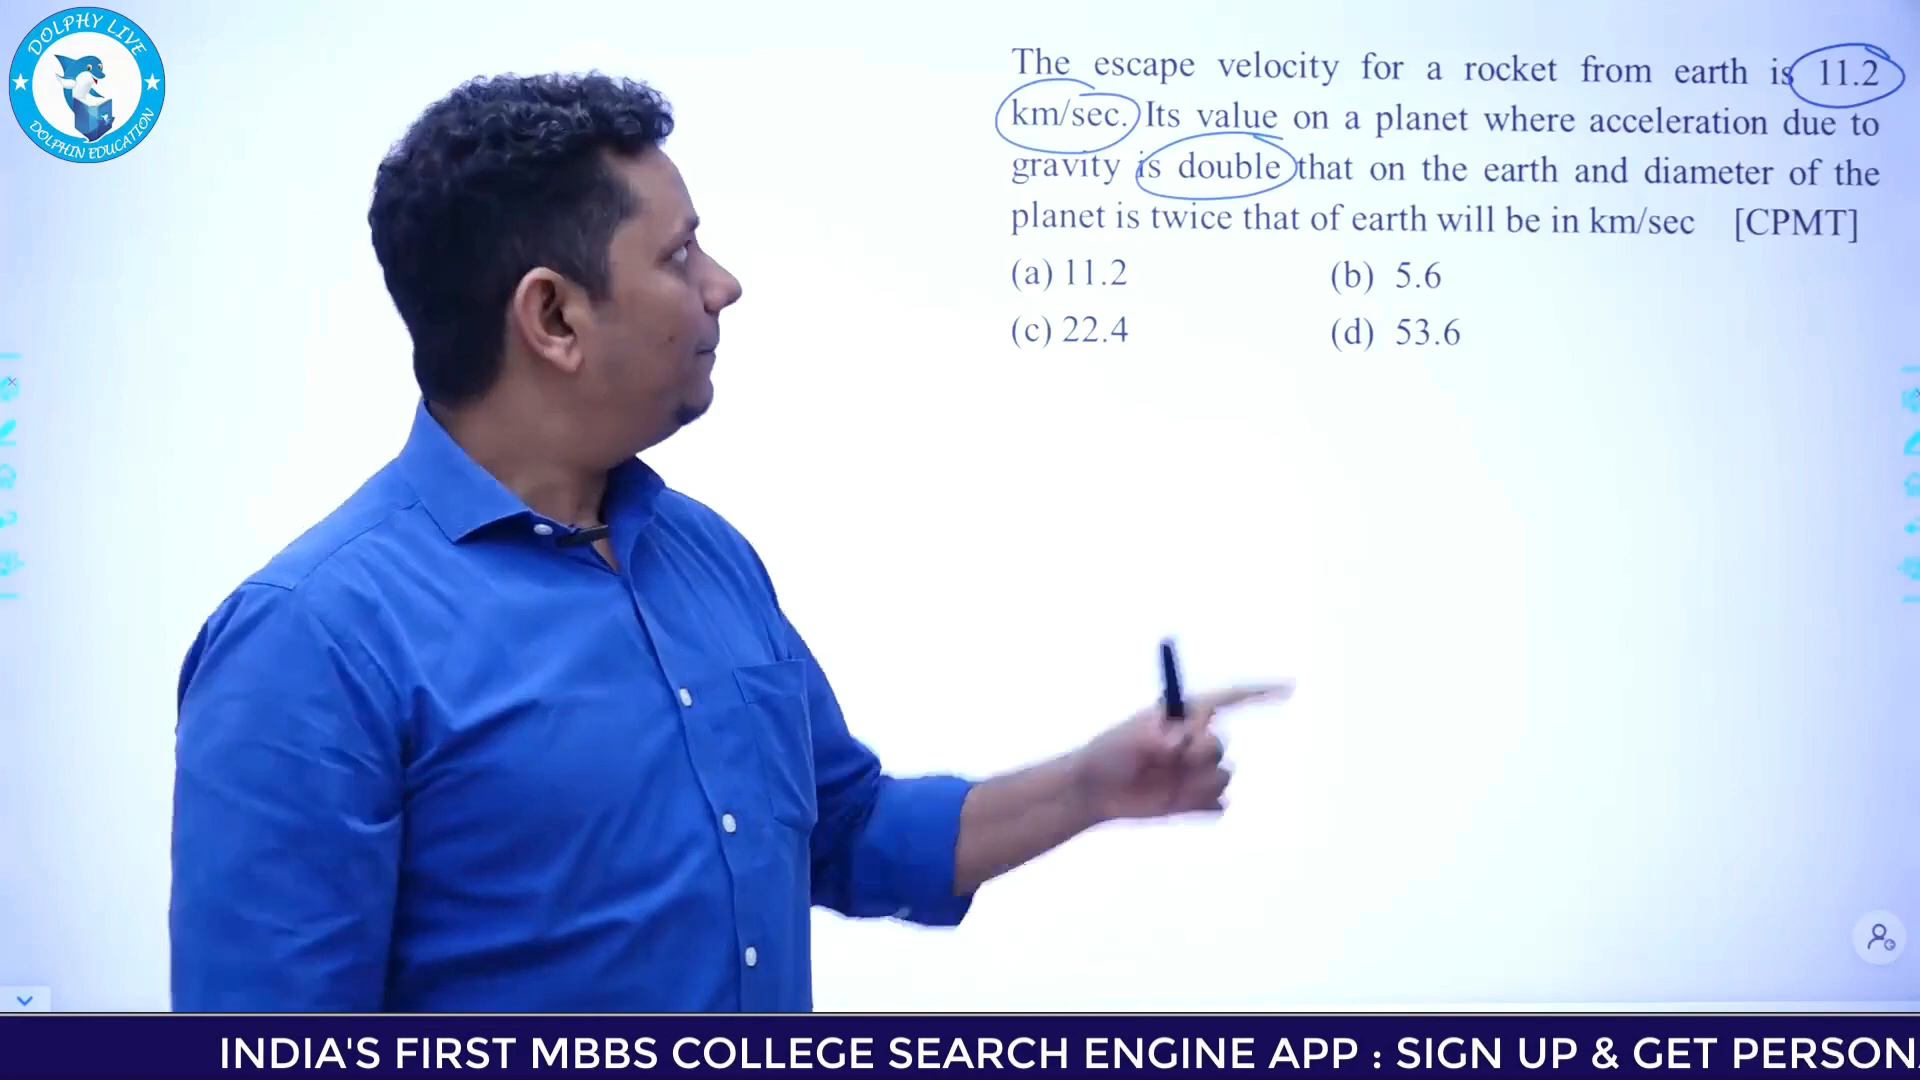 DOLPHY LIVE
DOLPHIN EDUCATION
The escape velocity for a rocket from earth is 11.2
km/sec. Its value on a planet where acceleration due to
gravity is double that on the earth and diameter of the
planet is twice that of earth will be in km/sec [CPMT]
(a) 11.2 (b) 5.6
(c) 22.4 (d) 53.6
INDIA'S FIRST MBBS COLLEGE SEARCH ENGINE APP : SIGN UP & GET PERSON